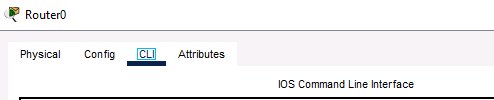 Router0
Physical Config CLI Attributes
IOS Command Line Interface